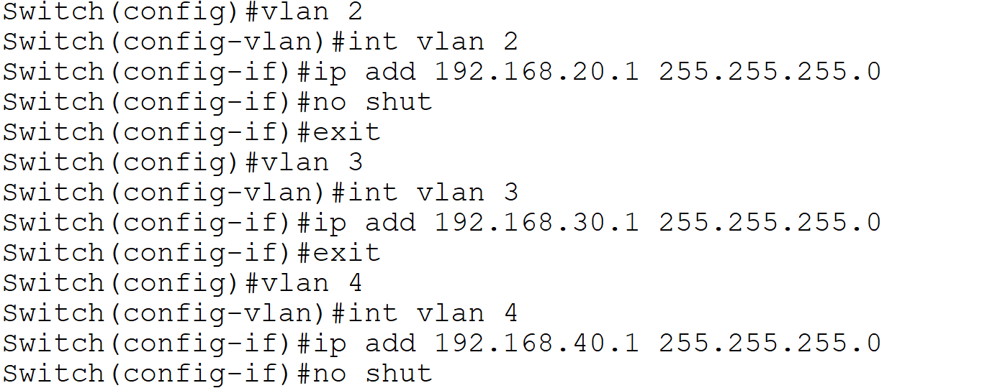 Switch(config)#vlan 2
Switch(config-vlan)#int vlan 2
Switch(config-if)#ip add 192.168.20.1 255.255.255.0
Switch(config-if)#no shut
Switch(config-if)#exit
Switch(config)#vlan 3
Switch(config-vlan)#int vlan 3
Switch(config-if)#ip add 192.168.30.1 255.255.255.0
Switch(config-if)#exit
Switch(config)#vlan 4
Switch(config-vlan)#int vlan 4
Switch(config-if)#ip add 192.168.40.1 255.255.255.0
Switch(config-if)#no shut